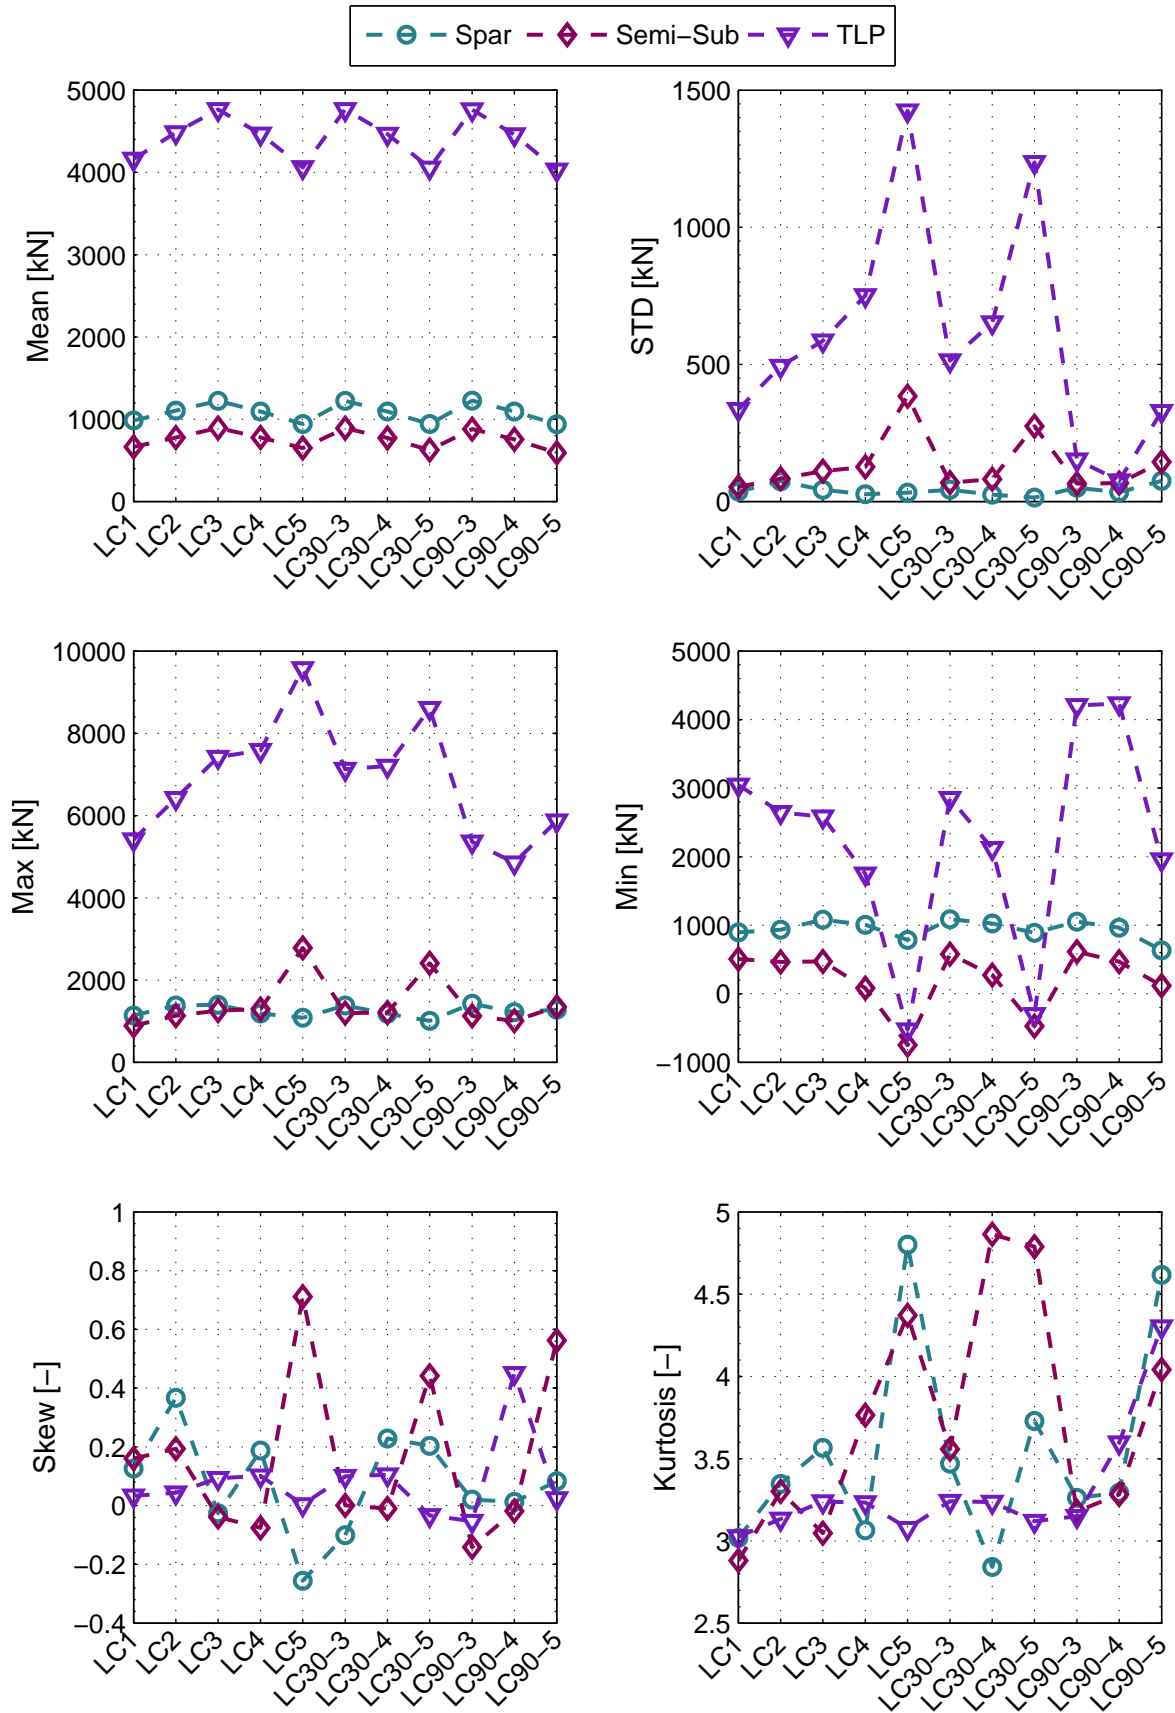 Spar Semi−Sub TLP
5000
4000
3000
2000
1000
0
Mean [kN]
LC1 LC2 LC3 LC4 LC5 LC30−3 LC30−4 LC30−5 LC90−3 LC90−4 LC90−5
1500
1000
500
0
STD [kN]
LC1 LC2 LC3 LC4 LC5 LC30−3 LC30−4 LC30−5 LC90−3 LC90−4 LC90−5
10000
8000
6000
4000
2000
0
Max [kN]
LC1 LC2 LC3 LC4 LC5 LC30−3 LC30−4 LC30−5 LC90−3 LC90−4 LC90−5
5000
4000
3000
2000
1000
0
−1000
Min [kN]
LC1 LC2 LC3 LC4 LC5 LC30−3 LC30−4 LC30−5 LC90−3 LC90−4 LC90−5
1
0.8
0.6
0.4
0.2
0
−0.2
−0.4
Skew [−]
LC1 LC2 LC3 LC4 LC5 LC30−3 LC30−4 LC30−5 LC90−3 LC90−4 LC90−5
5
4.5
4
3.5
3
2.5
Kurtosis [−]
LC1 LC2 LC3 LC4 LC5 LC30−3 LC30−4 LC30−5 LC90−3 LC90−4 LC90−5